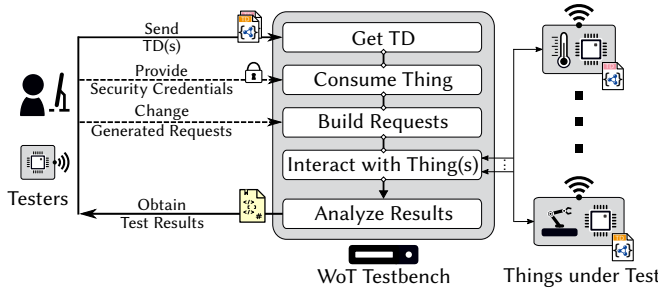 Send
TD(s)
Get TD
Provide
Security Credentials
Consume Thing
Change
Generated Requests
Build Requests
Interact with Thing(s)
Testers
Obtain
Test Results
Analyze Results
WoT Testbench
Things under Test